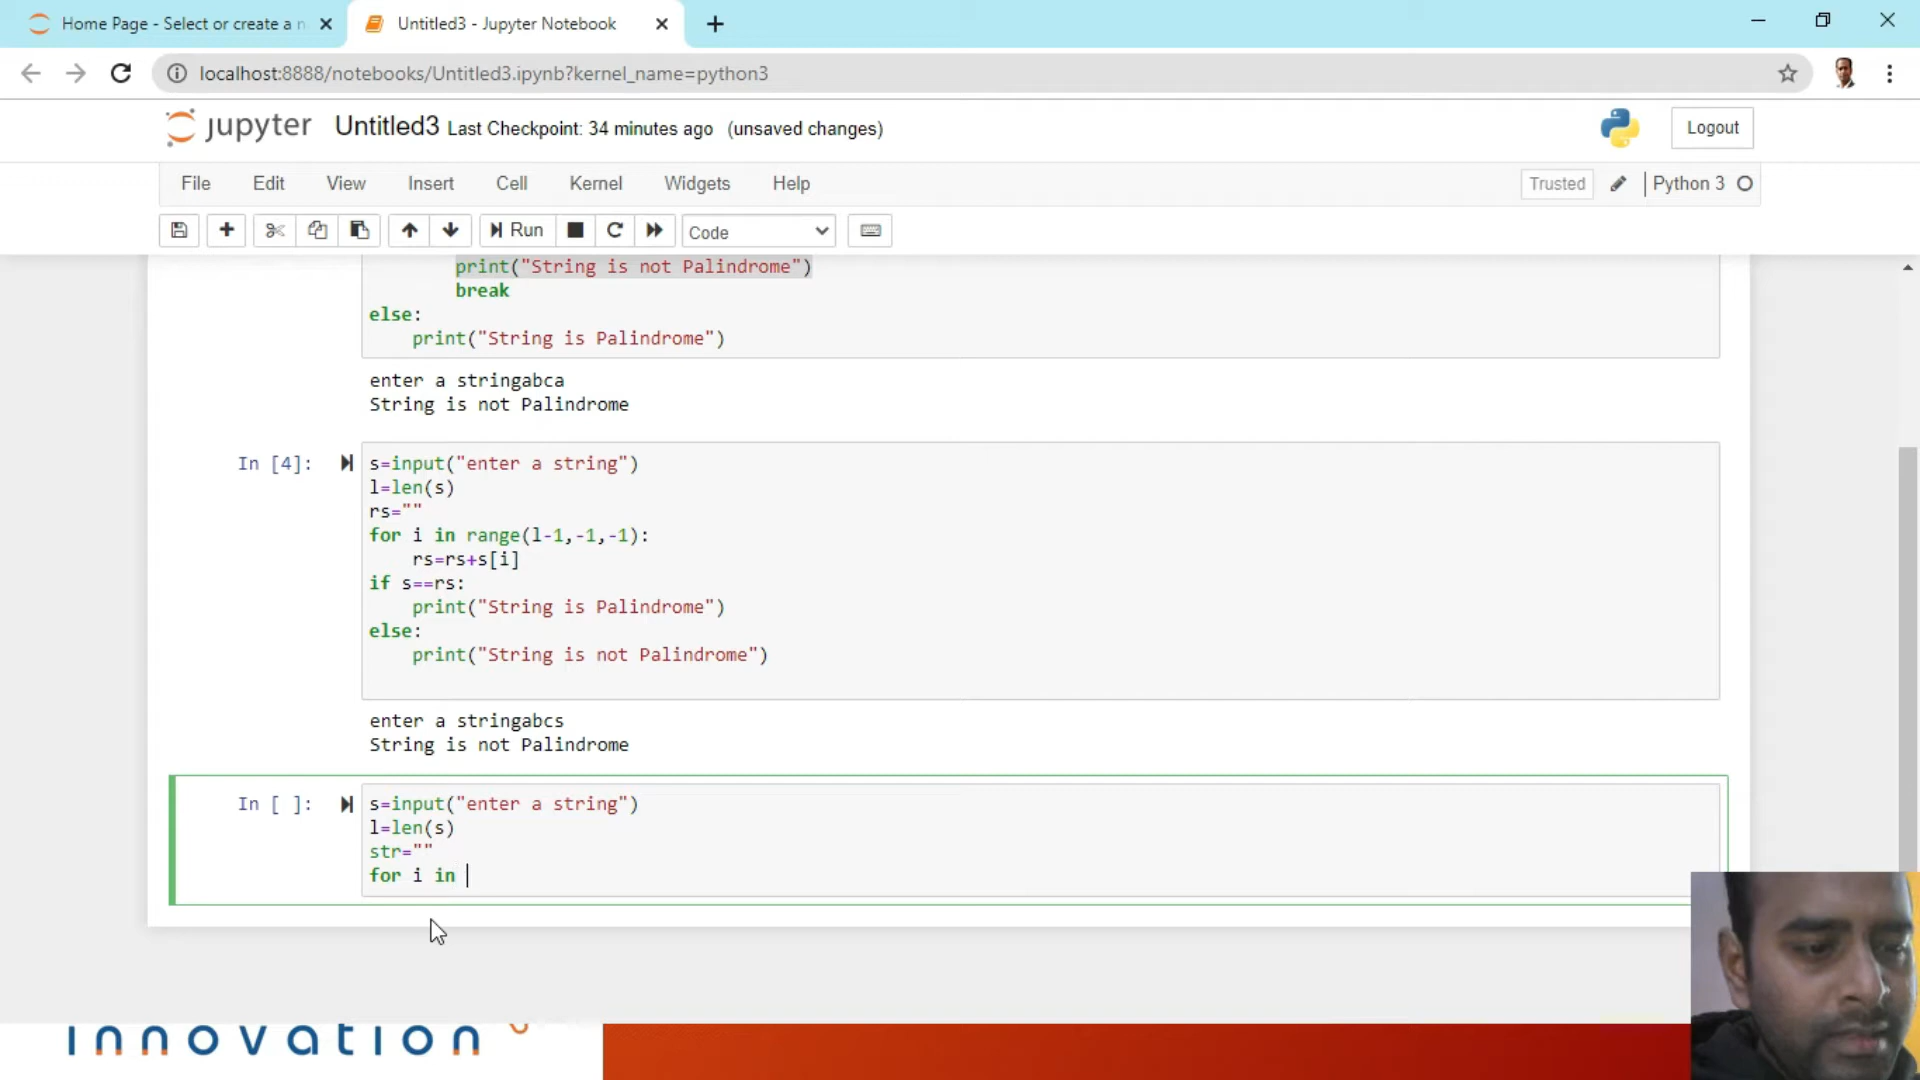 Home Page - Select or create a n
Untitled3 - Jupyter Notebook
localhost:8888/notebooks/Untitled3.ipynb?kernel_name=python3
jupyter Untitled3 Last Checkpoint: 34 minutes ago (unsaved changes)
Logout
File Edit View Insert Cell Kernel Widgets Help
Trusted Python 3
Run Code
print("String is not Palindrome")
break
else:
print("String is Palindrome")
enter a stringabca
String is not Palindrome
In [4]:
s=input("enter a string")
l=len(s)
rs=""
for i in range(l-1,-1,-1):
rs=rs+s[i]
if s==rs:
print("String is Palindrome")
else:
print("String is not Palindrome")
enter a stringabcs
String is not Palindrome
In [ ]:
s=input("enter a string")
l=len(s)
str=""
for i in
innovation